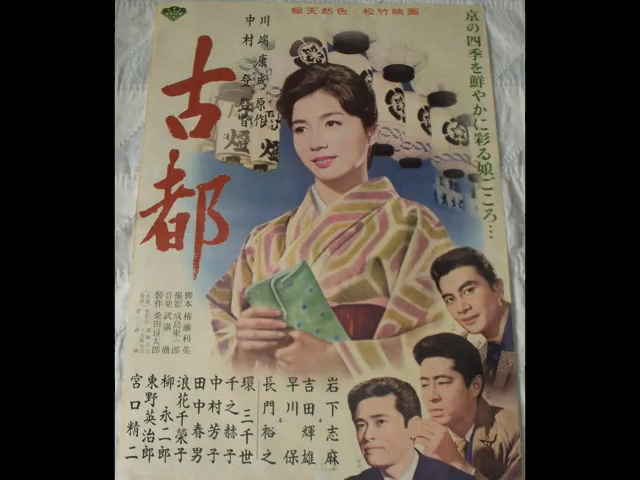 総天然色 松竹映画
京の四季を鮮やかに彩る娘ごころ…
川端康成 原作
中村登 監督
古都
脚本 権藤利英
撮影 成島東一郎
音楽 武満徹
製作 桑田良太郎
岩下志麻
吉田輝雄
早川保
長門裕之
環三千世
千之赫子
中村芳子
田中春男
浪花千栄子
柳永二郎
東野英治郎
宮口精二
燈
燈